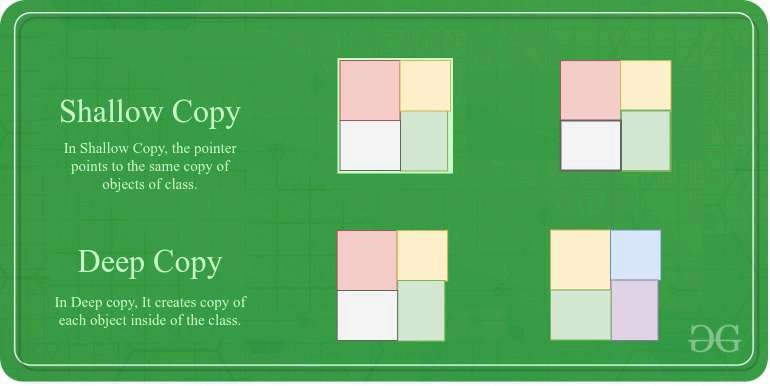 Shallow Copy
In Shallow Copy, the pointer
points to the same copy of
objects of class.
Deep Copy
In Deep copy, It creates copy of
each object inside of the class.